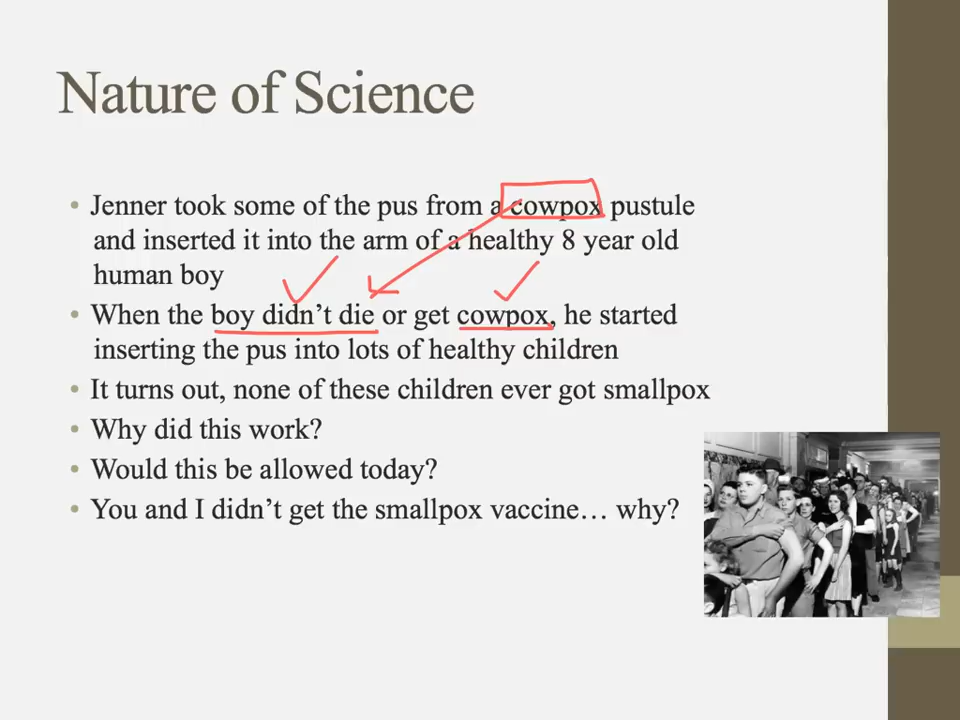 Nature of Science
• Jenner took some of the pus from a cowpox pustule
and inserted it into the arm of a healthy 8 year old
human boy
• When the boy didn't die or get cowpox, he started
inserting the pus into lots of healthy children
• It turns out, none of these children ever got smallpox
• Why did this work?
• Would this be allowed today?
• You and I didn't get the smallpox vaccine… why?